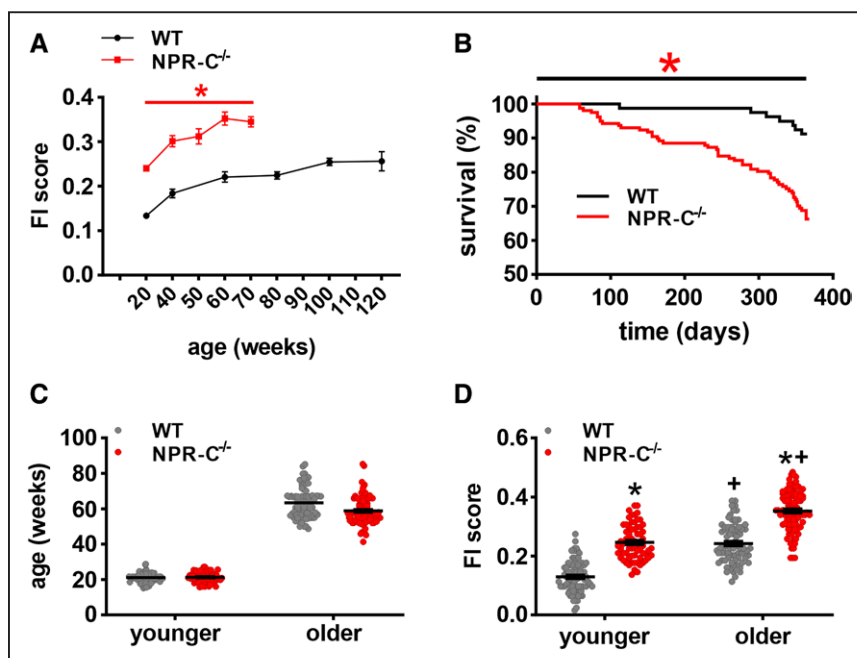 A
WT
NPR-C-/-
*
0.4
0.3
0.2
0.1
0.0
FI score
20
40
50
60
70
80
90
100
110
120
age (weeks)
B
*
100
90
80
70
60
50
survival (%)
WT
NPR-C-/-
0 100 200 300 400
time (days)
C
WT
NPR-C-/-
100
80
60
40
20
0
age (weeks)
younger older
D
WT
NPR-C-/-
0.6
0.4
0.2
0.0
FI score
* + *+
younger older